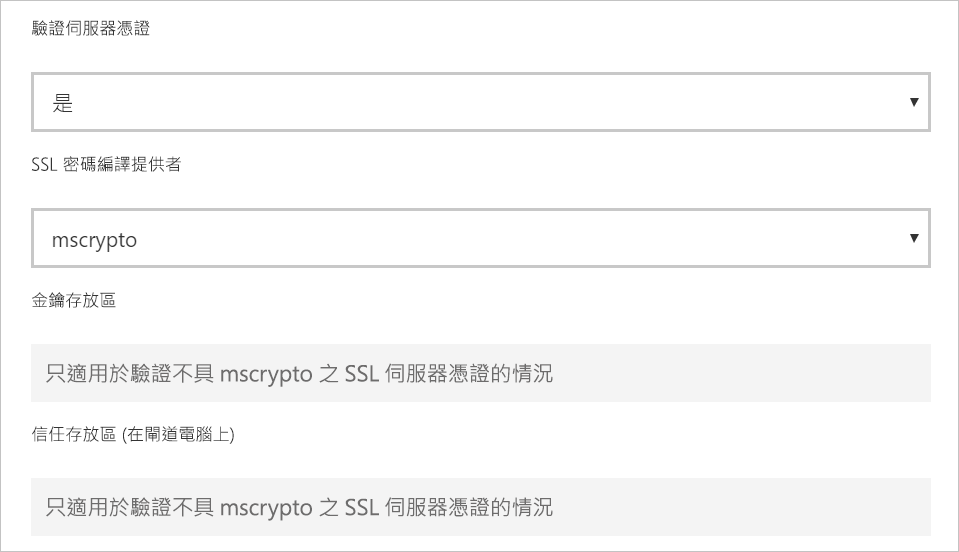 驗證伺服器憑證
是
SSL 密碼編譯提供者
mscrypto
金鑰存放區
只適用於驗證不具 mscrypto 之 SSL 伺服器憑證的情況
信任存放區 (在閘道電腦上)
只適用於驗證不具 mscrypto 之 SSL 伺服器憑證的情況